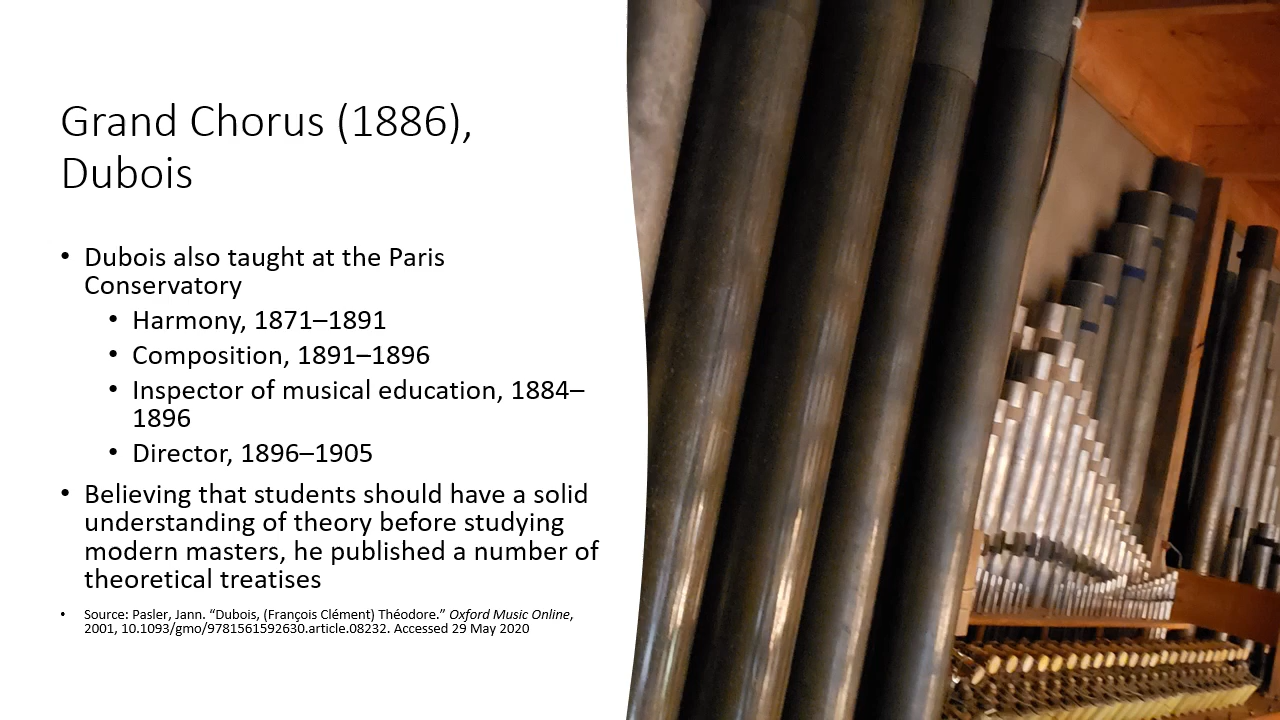 Grand Chorus (1886),
Dubois
• Dubois also taught at the Paris
Conservatory
• Harmony, 1871–1891
• Composition, 1891–1896
• Inspector of musical education, 1884–
1896
• Director, 1896–1905
• Believing that students should have a solid
understanding of theory before studying
modern masters, he published a number of
theoretical treatises
• Source: Pasler, Jann. “Dubois, (François Clément) Théodore.” Oxford Music Online,
2001, 10.1093/gmo/9781561592630.article.08232. Accessed 29 May 2020